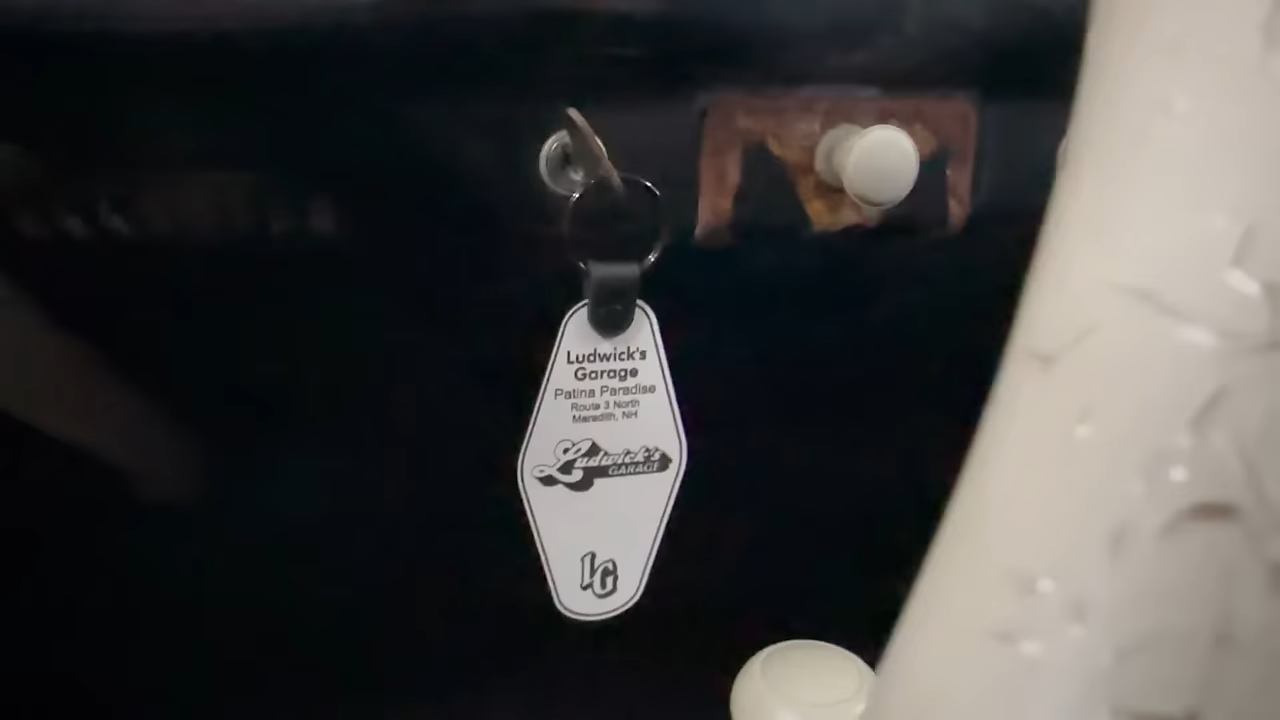 Ludwick's
Garage
Patina Paradise
Route 3 North
Meredith, NH
Ludwick's
GARAGE
LG